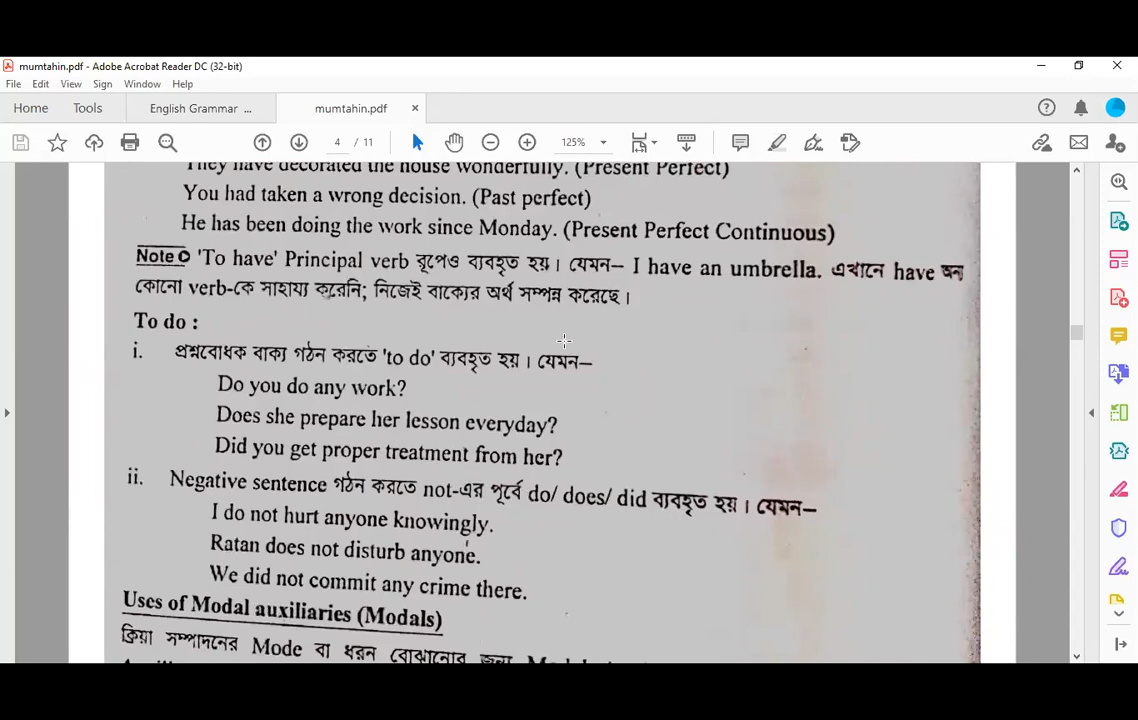 mumtahin.pdf - Adobe Acrobat Reader DC (32-bit)
File Edit View Sign Window Help
Home Tools English Grammar ... mumtahin.pdf ×
4 / 11 125%
They have decorated the house wonderfully. (Present Perfect)
You had taken a wrong decision. (Past perfect)
He has been doing the work since Monday. (Present Perfect Continuous)
Note 'To have' Principal verb রূপেও ব্যবহৃত হয়। যেমন– I have an umbrella. এখানে have অন্য
কোনো verb-কে সাহায্য করেনি; নিজেই বাক্যের অর্থ সম্পন্ন করেছে।
To do :
i. প্রশ্নবোধক বাক্য গঠন করতে 'to do' ব্যবহৃত হয়। যেমন–
Do you do any work?
Does she prepare her lesson everyday?
Did you get proper treatment from her?
ii. Negative sentence গঠন করতে not-এর পূর্বে do/ does/ did ব্যবহৃত হয়। যেমন–
I do not hurt anyone knowingly.
Ratan does not disturb anyone.
We did not commit any crime there.
Uses of Modal auxiliaries (Modals)
ক্রিয়া সম্পাদনের Mode বা ধরন বোঝানোর জন্য